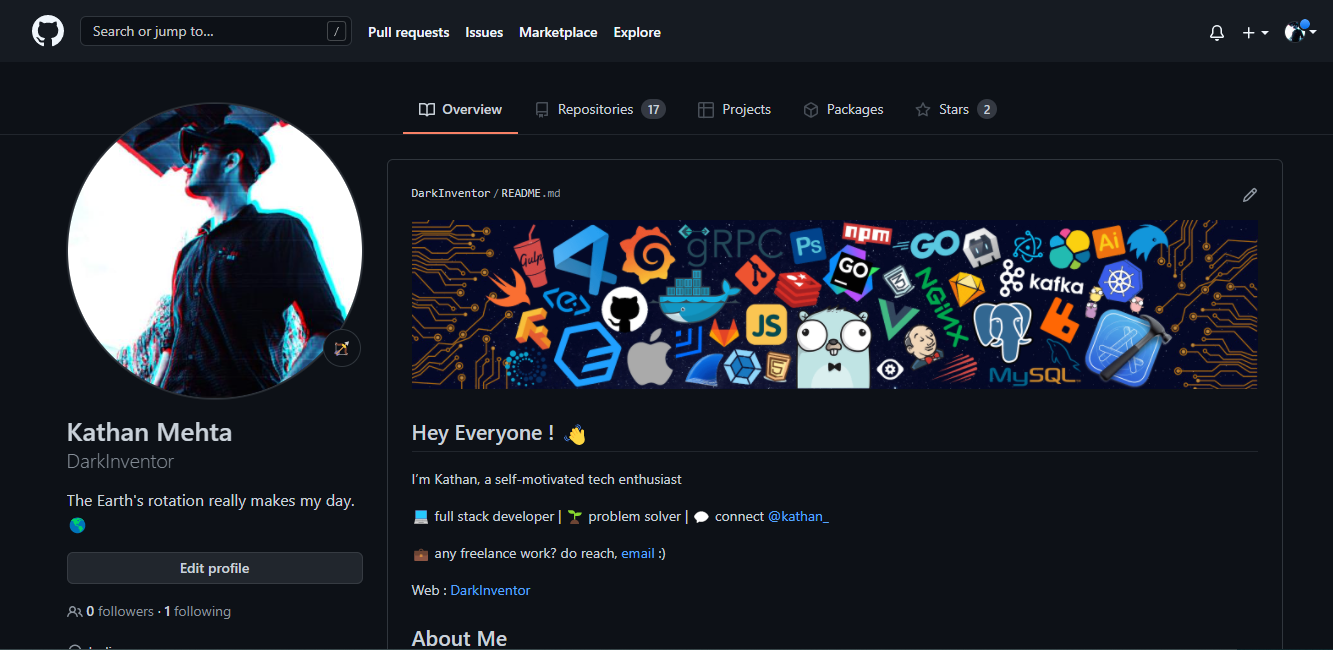 Search or jump to... /
Pull requests Issues Marketplace Explore
Overview Repositories 17 Projects Packages Stars 2
DarkInventor / README.md
Gulp gRPC Ps npm GO Ai
GO kafka
NGINX
JS
MySQL
Kathan Mehta
DarkInventor
The Earth's rotation really makes my day.
🌎
Edit profile
0 followers · 1 following
Hey Everyone ! 👋
I'm Kathan, a self-motivated tech enthusiast
💻 full stack developer | 🌱 problem solver | 💬 connect @kathan_
💼 any freelance work? do reach, email :)
Web : DarkInventor
About Me